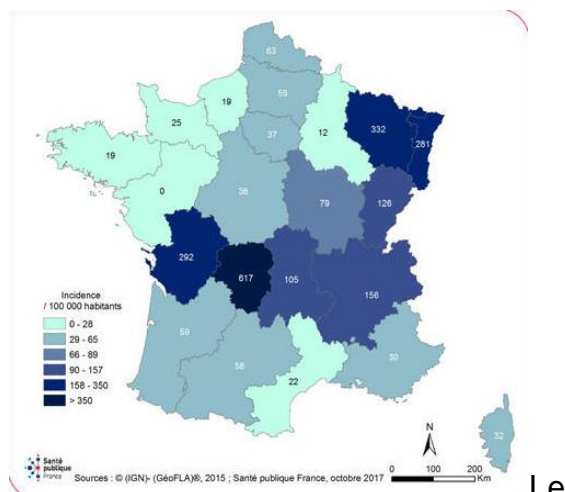 63
59
19
25
12
332
281
37
19
0
36
79
126
292
617
105
156
59
58
22
30
32
Incidence
/ 100 000 habitants
0 - 28
29 - 65
66 - 89
90 - 157
158 - 350
> 350
N
Santé
publique
France
Sources : © (IGN)- (GéoFLA)®, 2015 ; Santé publique France, octobre 2017
0 100 200
Km
Le